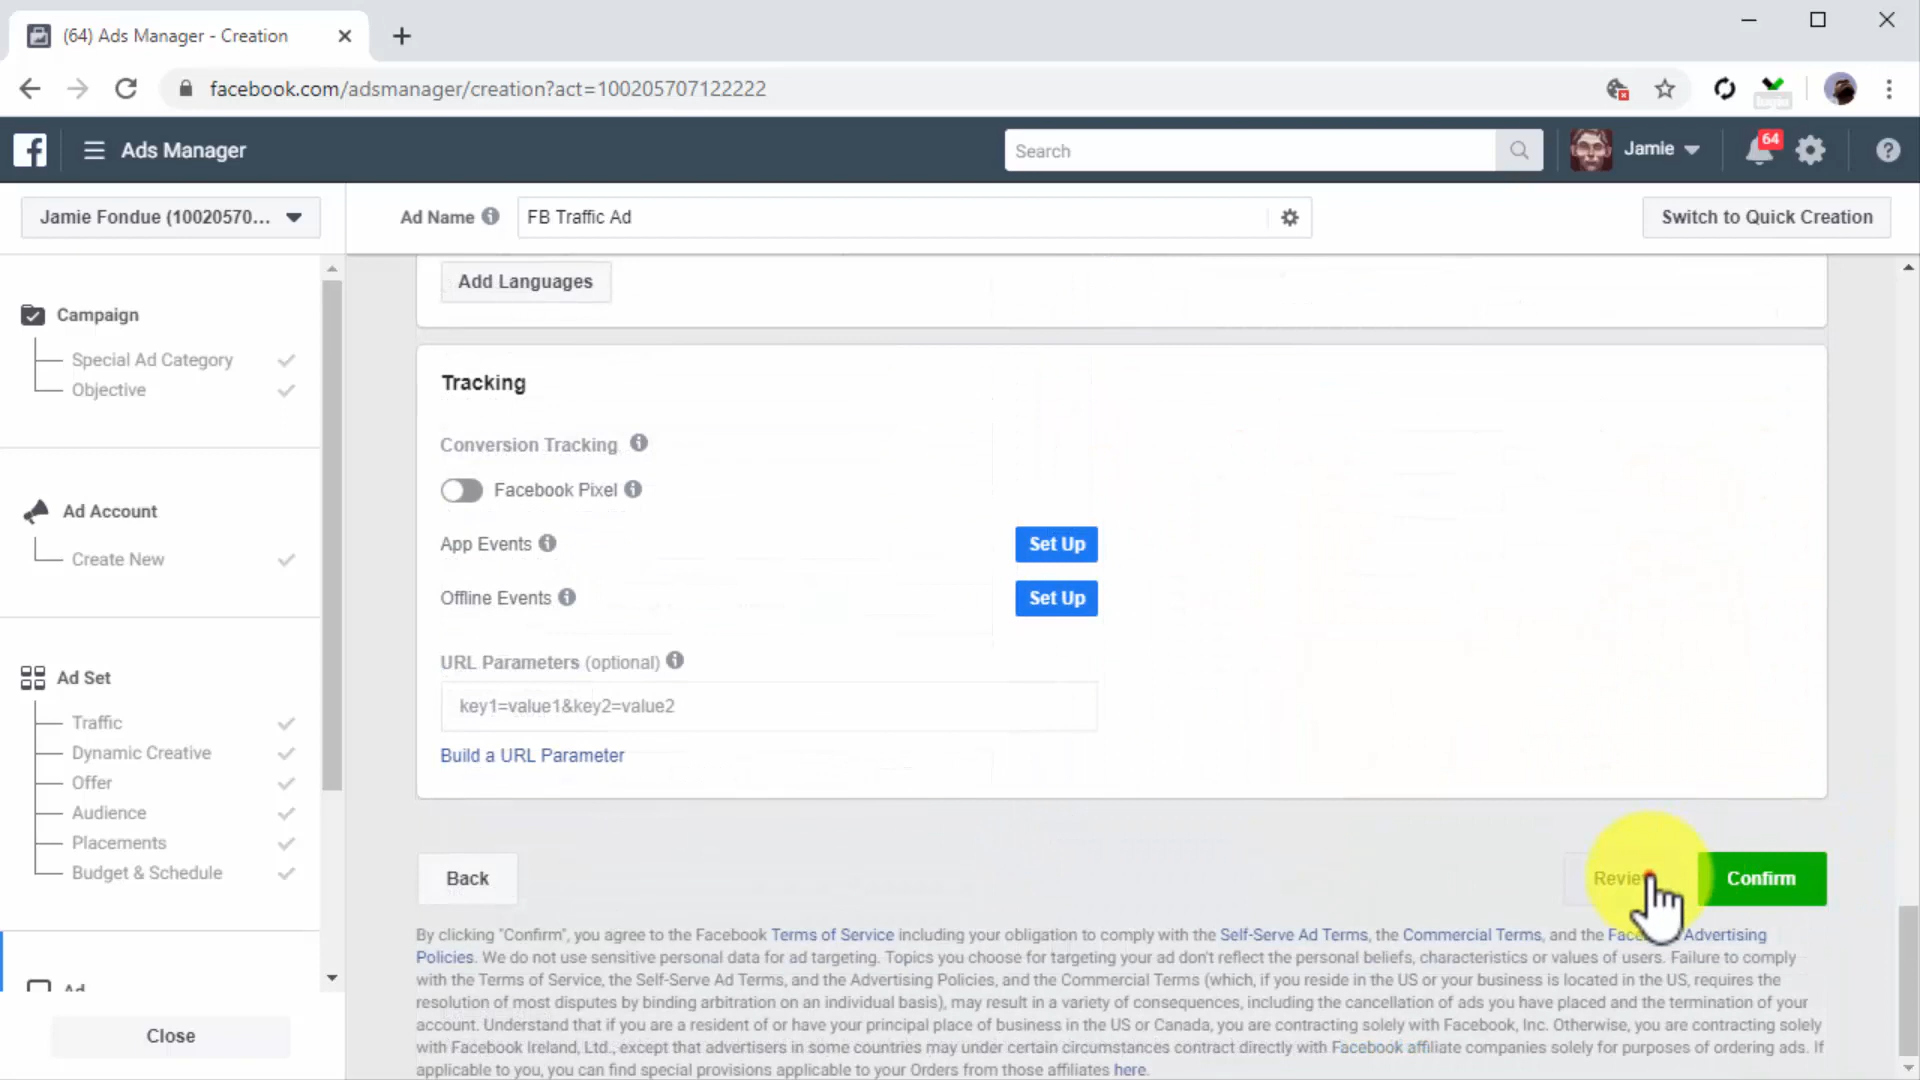 (64) Ads Manager - Creation
facebook.com/adsmanager/creation?act=100205707122222
Ads Manager
Search
Jamie
64
Jamie Fondue (10020570...
Ad Name
FB Traffic Ad
Switch to Quick Creation
Campaign
Special Ad Category
Objective
Ad Account
Create New
Ad Set
Traffic
Dynamic Creative
Offer
Audience
Placements
Budget & Schedule
Ad
Close
Add Languages
Tracking
Conversion Tracking
Facebook Pixel
App Events
Set Up
Offline Events
Set Up
URL Parameters (optional)
key1=value1&key2=value2
Build a URL Parameter
Back
Confirm
By clicking "Confirm", you agree to the Facebook Terms of Service including your obligation to comply with the Self-Serve Ad Terms, the Commercial Terms, and the Advertising
Policies. We do not use sensitive personal data for ad targeting. Topics you choose for targeting your ad don't reflect the personal beliefs, characteristics or values of users. Failure to comply
with the Terms of Service, the Self-Serve Ad Terms, and the Advertising Policies, and the Commercial Terms (which, if you reside in the US or your business is located in the US, requires the
resolution of most disputes by binding arbitration on an individual basis), may result in a variety of consequences, including the cancellation of ads you have placed and the termination of your
account. Understand that if you are a resident of or have your principal place of business in the US or Canada, you are contracting solely with Facebook, Inc. Otherwise, you are contracting solely
with Facebook Ireland, Ltd., except that advertisers in some countries may under certain circumstances contract directly with Facebook affiliate companies solely for purposes of ordering ads. If
applicable to you, you can find special provisions applicable to your Orders from those affiliates here.